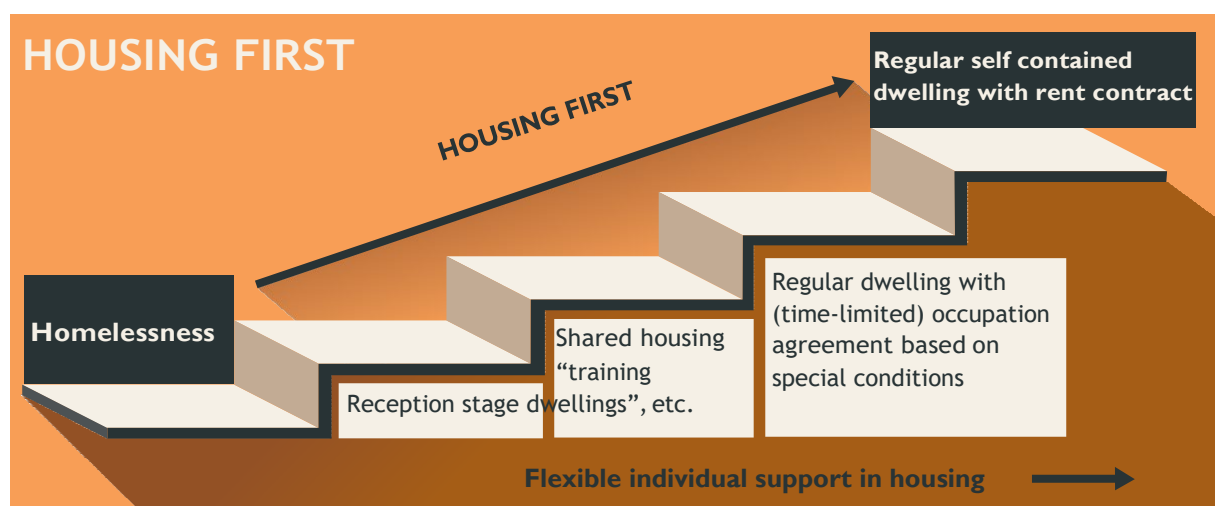 HOUSING FIRST
HOUSING FIRST
Regular self contained
dwelling with rent contract
Homelessness
Reception stage dwellings”, etc.
Shared housing
“training
Regular dwelling with
(time-limited) occupation
agreement based on
special conditions
Flexible individual support in housing